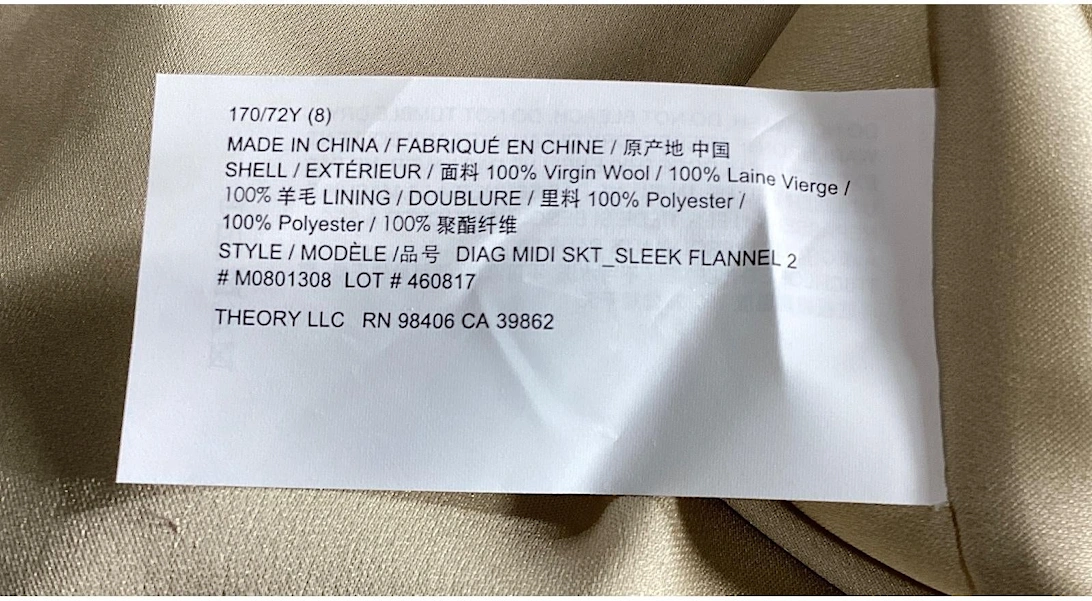 170/72Y (8)
MADE IN CHINA / FABRIQUÉ EN CHINE / 原产地 中国
SHELL / EXTÉRIEUR / 面料 100% Virgin Wool / 100% Laine Vierge /
100% 羊毛 LINING / DOUBLURE / 里料 100% Polyester /
100% Polyester / 100% 聚酯纤维
STYLE / MODÈLE /品号 DIAG MIDI SKT_SLEEK FLANNEL 2
# M0801308 LOT # 460817
THEORY LLC RN 98406 CA 39862